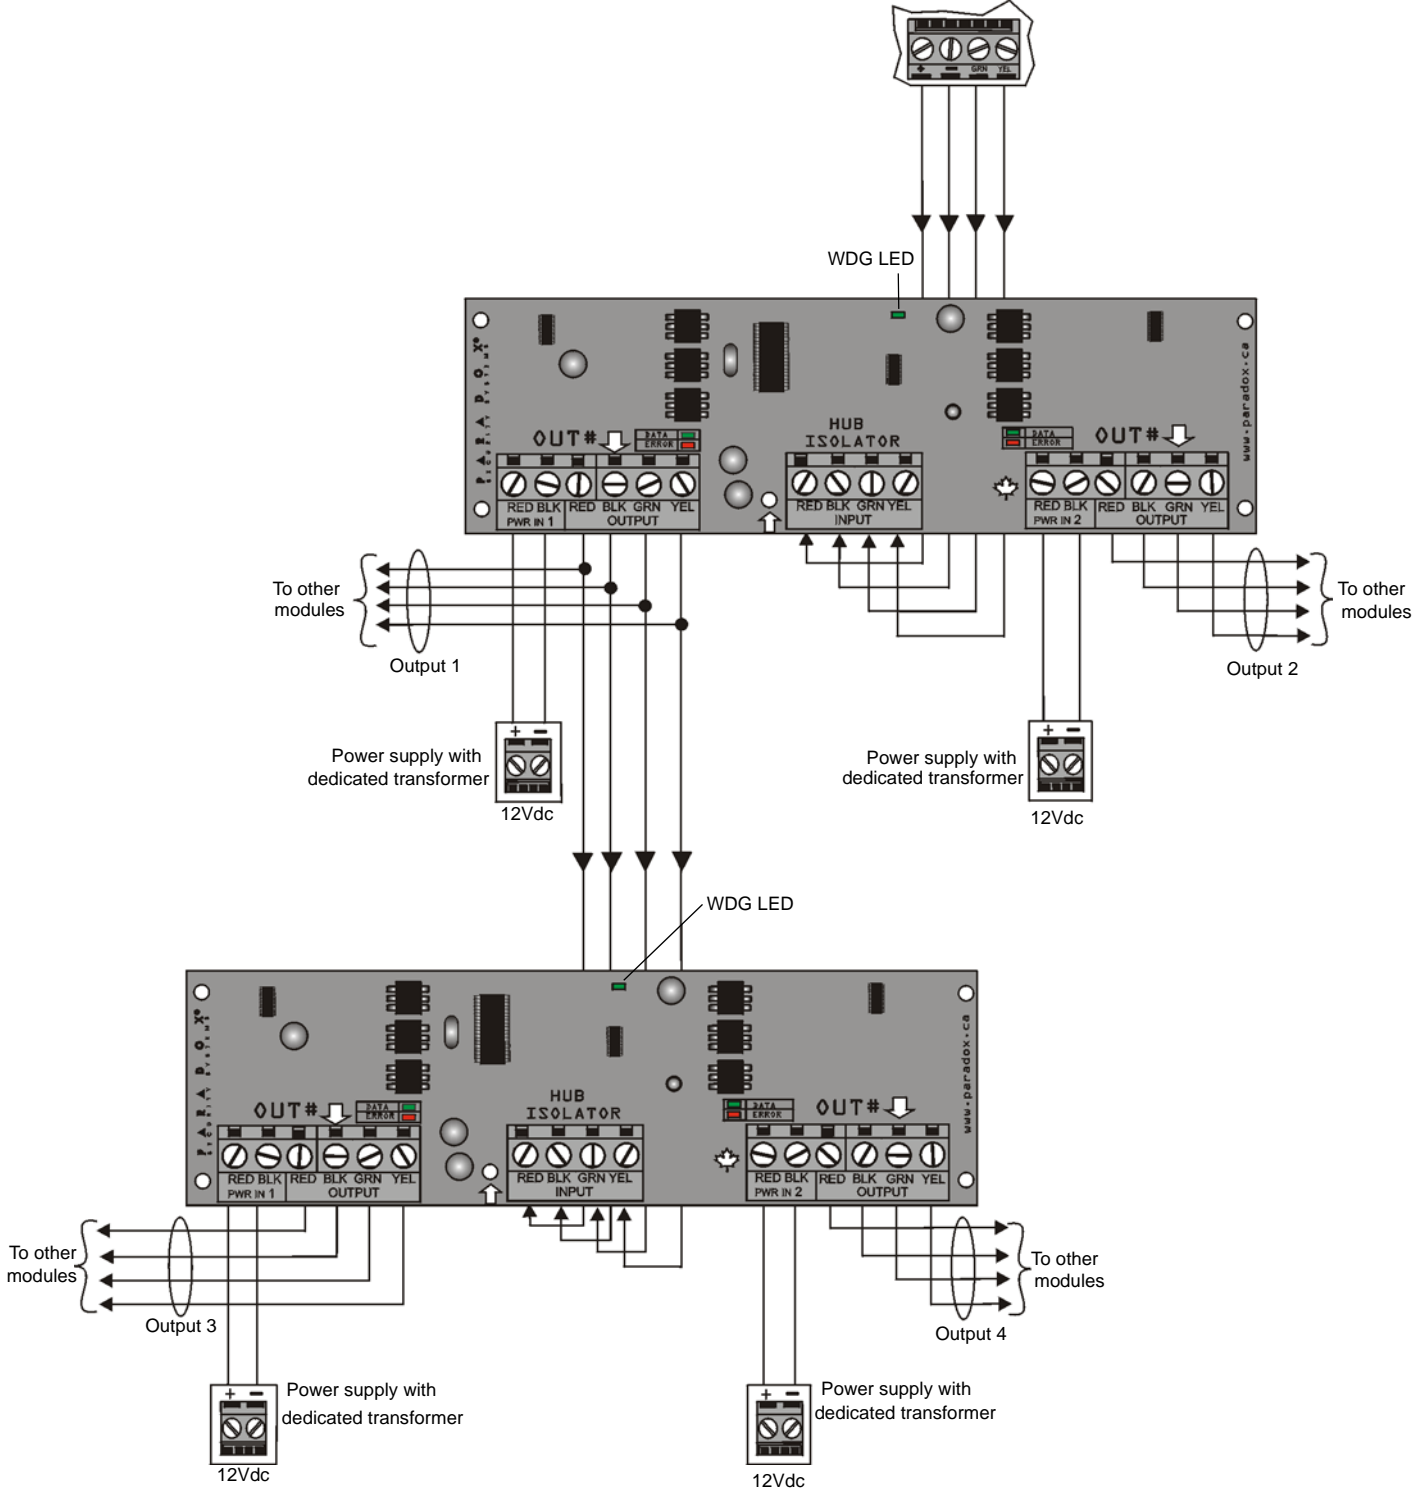 + − GRN YEL
WDG LED
PARADOX®
SECURITY SYSTEMS
www.paradox.ca
OUT#
DATA
ERROR
HUB
ISOLATOR
DATA
ERROR
OUT#
RED BLK RED BLK GRN YEL
PWR IN 1 OUTPUT
RED BLK GRN YEL
INPUT
RED BLK RED BLK GRN YEL
PWR IN 2 OUTPUT
To other
modules
Output 1
To other
modules
Output 2
+ −
Power supply with
dedicated transformer
12Vdc
+ −
Power supply with
dedicated transformer
12Vdc
WDG LED
PARADOX®
SECURITY SYSTEMS
www.paradox.ca
OUT#
DATA
ERROR
HUB
ISOLATOR
DATA
ERROR
OUT#
RED BLK RED BLK GRN YEL
PWR IN 1 OUTPUT
RED BLK GRN YEL
INPUT
RED BLK RED BLK GRN YEL
PWR IN 2 OUTPUT
To other
modules
Output 3
To other
modules
Output 4
+ −
Power supply with
dedicated transformer
12Vdc
+ −
Power supply with
dedicated transformer
12Vdc